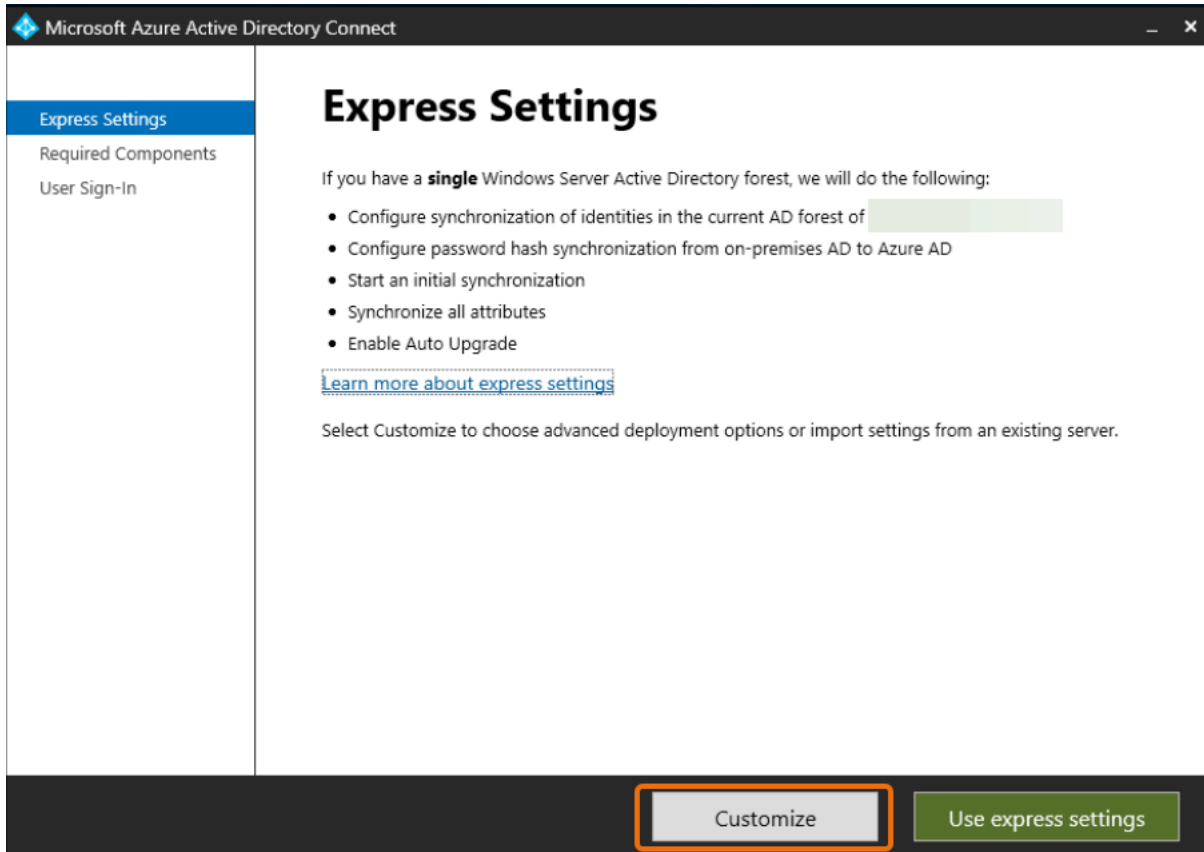 Microsoft Azure Active Directory Connect
Express Settings
Required Components
User Sign-In
Express Settings
If you have a single Windows Server Active Directory forest, we will do the following:
• Configure synchronization of identities in the current AD forest of
• Configure password hash synchronization from on-premises AD to Azure AD
• Start an initial synchronization
• Synchronize all attributes
• Enable Auto Upgrade
Learn more about express settings
Select Customize to choose advanced deployment options or import settings from an existing server.
Customize
Use express settings